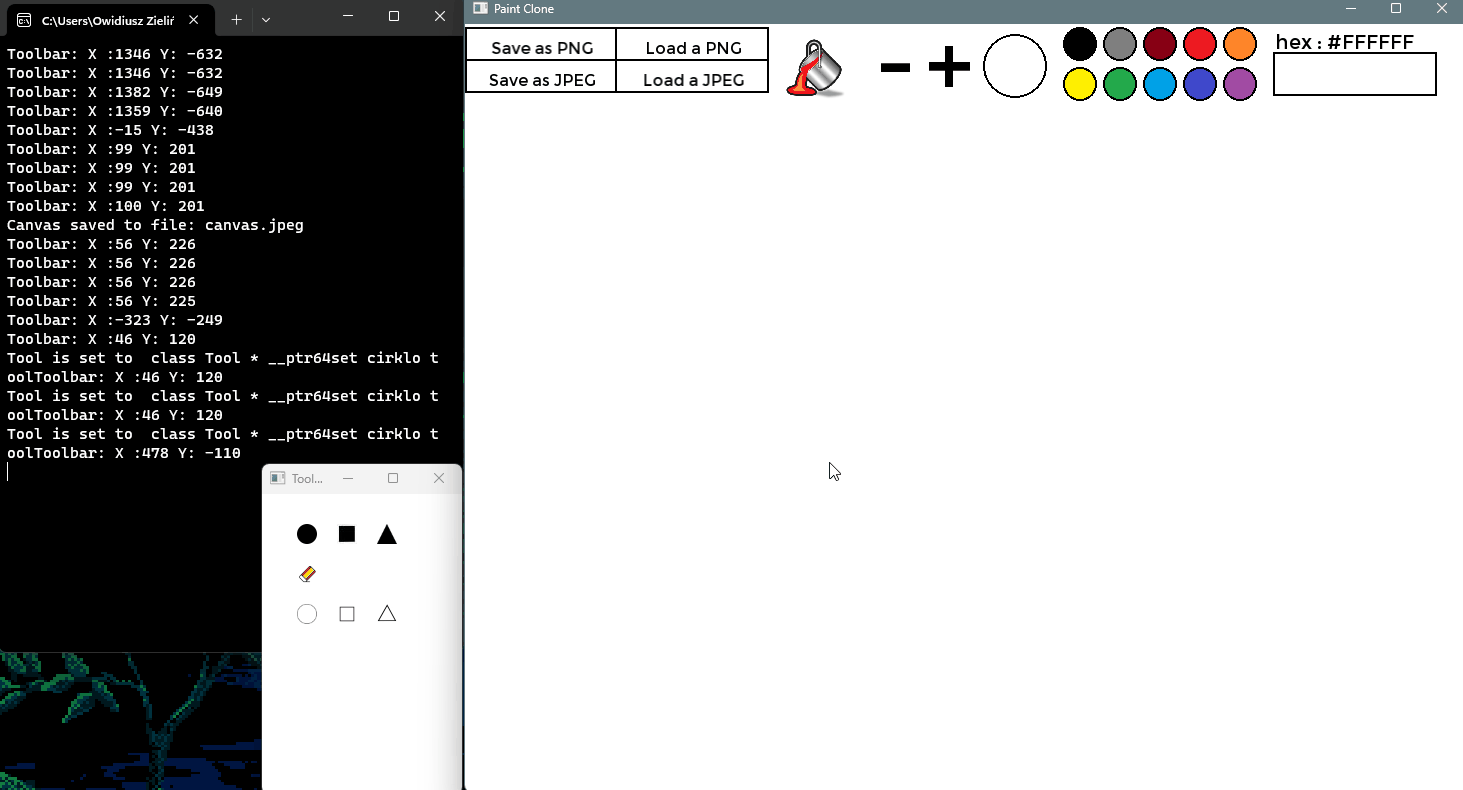 C:\Users\Owidiusz Zieliń
Toolbar: X :1346 Y: -632
Toolbar: X :1346 Y: -632
Toolbar: X :1382 Y: -649
Toolbar: X :1359 Y: -640
Toolbar: X :-15 Y: -438
Toolbar: X :99 Y: 201
Toolbar: X :99 Y: 201
Toolbar: X :99 Y: 201
Toolbar: X :100 Y: 201
Canvas saved to file: canvas.jpeg
Toolbar: X :56 Y: 226
Toolbar: X :56 Y: 226
Toolbar: X :56 Y: 226
Toolbar: X :56 Y: 225
Toolbar: X :-323 Y: -249
Toolbar: X :46 Y: 120
Tool is set to  class Tool * __ptr64set cirklo t
oolToolbar: X :46 Y: 120
Tool is set to  class Tool * __ptr64set cirklo t
oolToolbar: X :46 Y: 120
Tool is set to  class Tool * __ptr64set cirklo t
oolToolbar: X :478 Y: -110
Tool...
Paint Clone
Save as PNG
Load a PNG
Save as JPEG
Load a JPEG
- +
hex : #FFFFFF